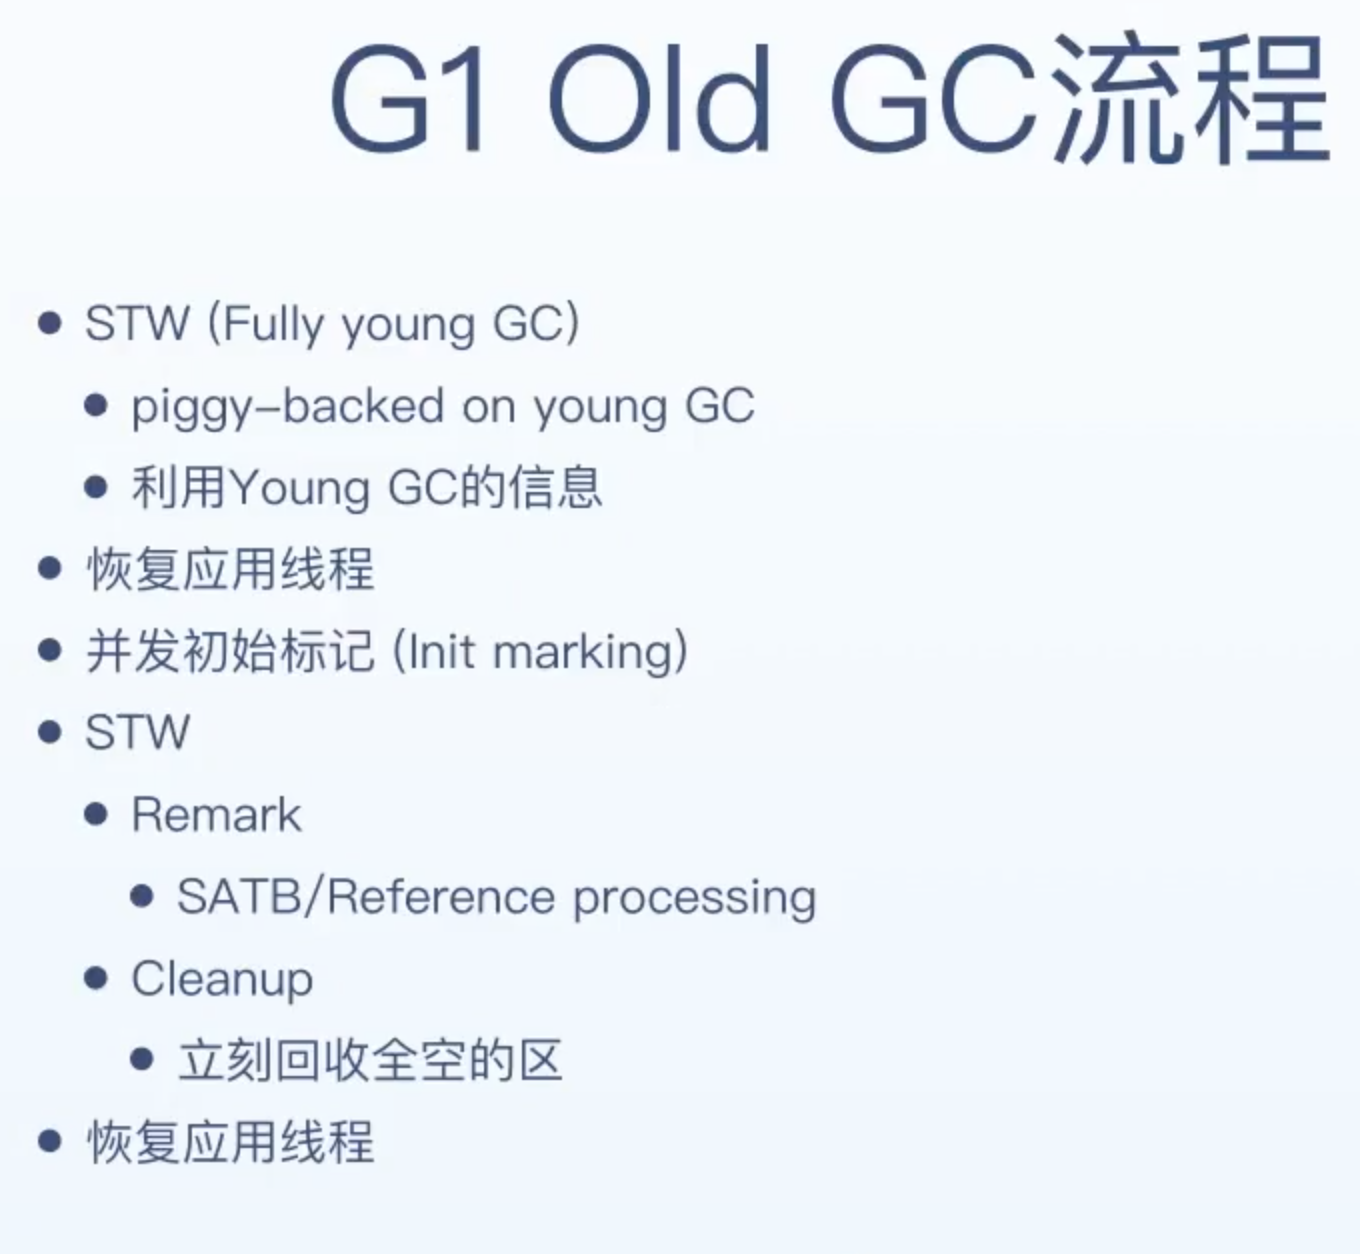 G1 Old GC流程
STW (Fully young GC)
piggy-backed on young GC
利用Young GC的信息
恢复应用线程
并发初始标记 (Init marking)
STW
Remark
SATB/Reference processing
Cleanup
立刻回收全空的区
恢复应用线程